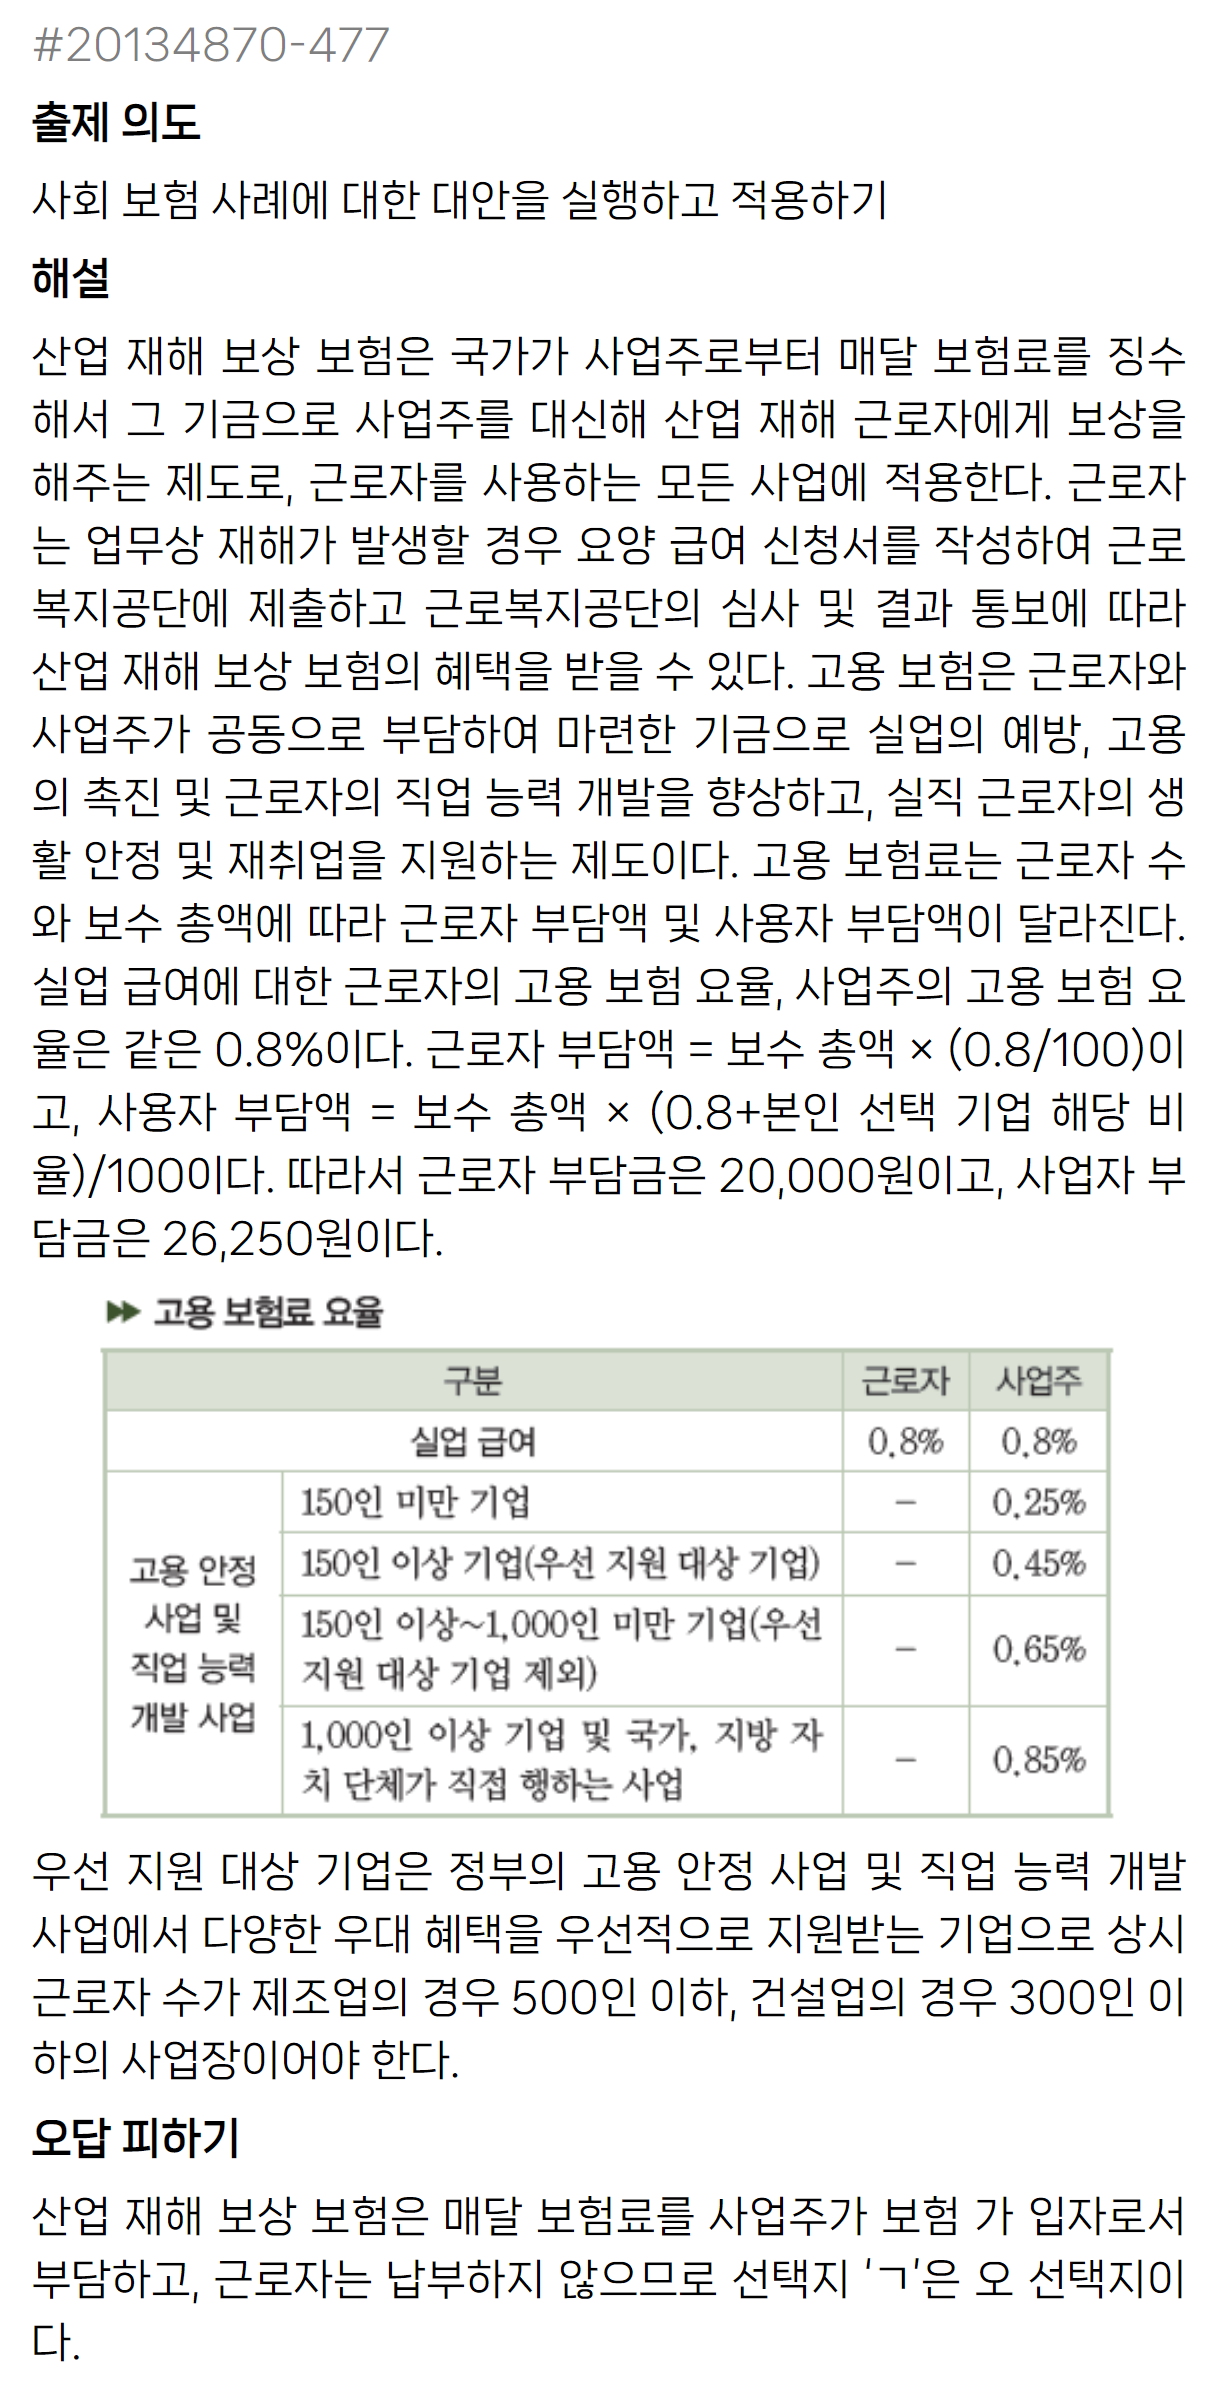 #20134870-477
출제 의도
사회 보험 사례에 대한 대안을 실행하고 적용하기
해설
산업 재해 보상 보험은 국가가 사업주로부터 매달 보험료를 징수
해서 그 기금으로 사업주를 대신해 산업 재해 근로자에게 보상을
해주는 제도로, 근로자를 사용하는 모든 사업에 적용한다. 근로자
는 업무상 재해가 발생할 경우 요양 급여 신청서를 작성하여 근로
복지공단에 제출하고 근로복지공단의 심사 및 결과 통보에 따라
산업 재해 보상 보험의 혜택을 받을 수 있다. 고용 보험은 근로자와
사업주가 공동으로 부담하여 마련한 기금으로 실업의 예방, 고용
의 촉진 및 근로자의 직업 능력 개발을 향상하고, 실직 근로자의 생
활 안정 및 재취업을 지원하는 제도이다. 고용 보험료는 근로자 수
와 보수 총액에 따라 근로자 부담액 및 사용자 부담액이 달라진다.
실업 급여에 대한 근로자의 고용 보험 요율, 사업주의 고용 보험 요
율은 같은 0.8%이다. 근로자 부담액 = 보수 총액 × (0.8/100)이
고, 사용자 부담액 = 보수 총액 × (0.8+본인 선택 기업 해당 비
율)/100이다. 따라서 근로자 부담금은 20,000원이고, 사업자 부
담금은 26,250원이다.
▶▶ 고용 보험료 요율
구분 근로자 사업주
실업 급여 0.8% 0.8%
고용 안정
사업 및
직업 능력
개발 사업
150인 미만 기업 – 0.25%
150인 이상 기업(우선 지원 대상 기업) – 0.45%
150인 이상~1,000인 미만 기업(우선
지원 대상 기업 제외) – 0.65%
1,000인 이상 기업 및 국가, 지방 자
치 단체가 직접 행하는 사업 – 0.85%
우선 지원 대상 기업은 정부의 고용 안정 사업 및 직업 능력 개발
사업에서 다양한 우대 혜택을 우선적으로 지원받는 기업으로 상시
근로자 수가 제조업의 경우 500인 이하, 건설업의 경우 300인 이
하의 사업장이어야 한다.
오답 피하기
산업 재해 보상 보험은 매달 보험료를 사업주가 보험 가 입자로서
부담하고, 근로자는 납부하지 않으므로 선택지 ‘ㄱ’은 오 선택지이
다.